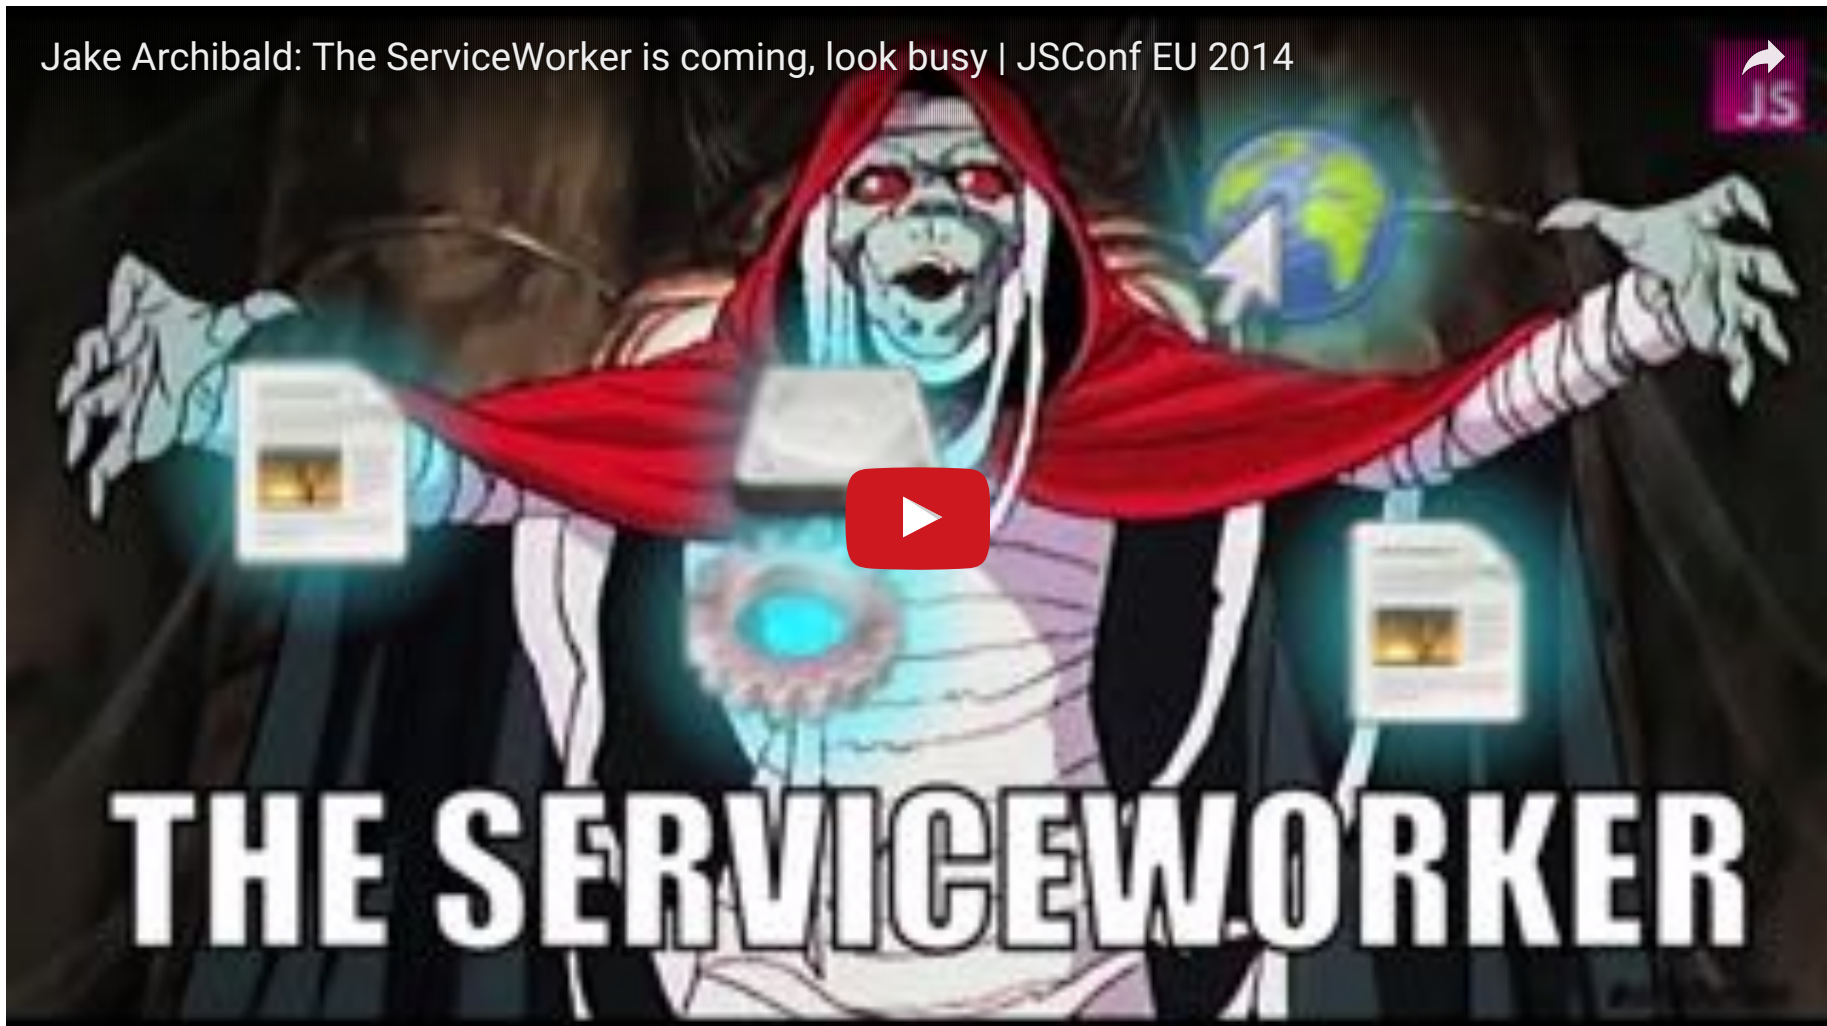 Jake Archibald: The ServiceWorker is coming, look busy | JSConf EU 2014
JS
THE SERVICEWORKER